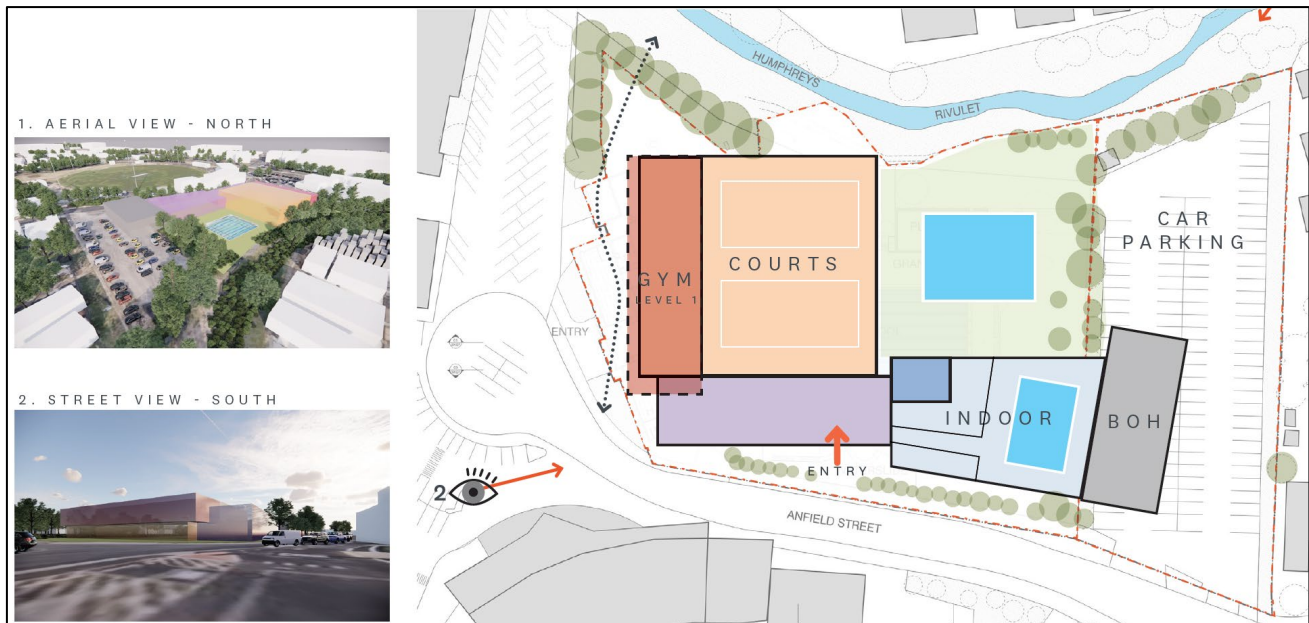 1. AERIAL VIEW - NORTH
2. STREET VIEW - SOUTH
HUMPHREYS
RIVULET
CAR
PARKING
GYM
LEVEL 1
COURTS
ENTRY
INDOOR
BOH
ENTRY
2
ANFIELD STREET